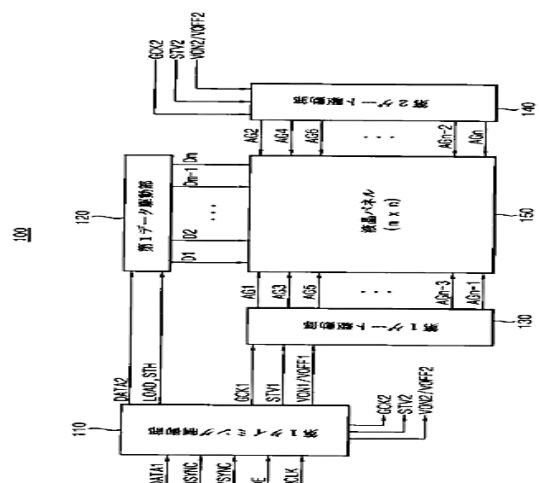 100
110
DATA1
HSYNC
VSYNC
DE
MCLK
第1タイミング制御部
DATA2
LOAD,STH
GCK1
STV1
VON1/VOFF1
GCK2
STV2
VON2/VOFF2
120
第1データ駆動部
D1
D2
...
Dm-1
Dm
130
第1ゲート駆動部
AG1
AG3
AG5
...
AGn-3
AGn-1
150
液晶パネル
(m x n)
140
第2ゲート駆動部
AG2
AG4
AG6
...
AGn-2
AGn
GCK2
STV2
VON2/VOFF2